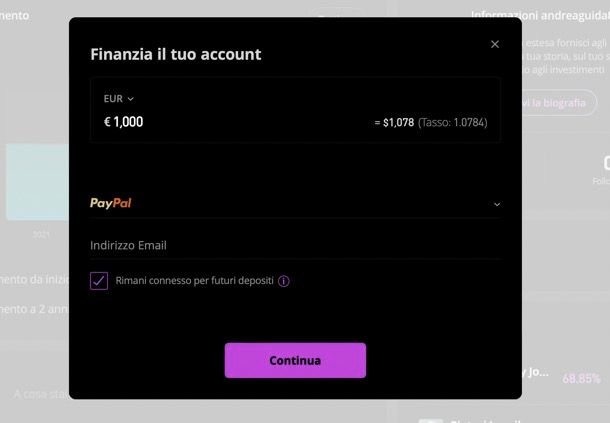 mento
Informazioni andreaguidat
Finanzia il tuo account
estesa fornisci agli
tua storia, sul tuo s
o agli investimenti
EUR
€ 1,000
= $1,078 (Tasso: 1.0784)
vi la biografia
PayPal
Follo
2021
Indirizzo Email
mento da inizio
Rimani connesso per futuri depositi
mento a 2 anni
Continua
y Jo...
68.85%
A cosa sta